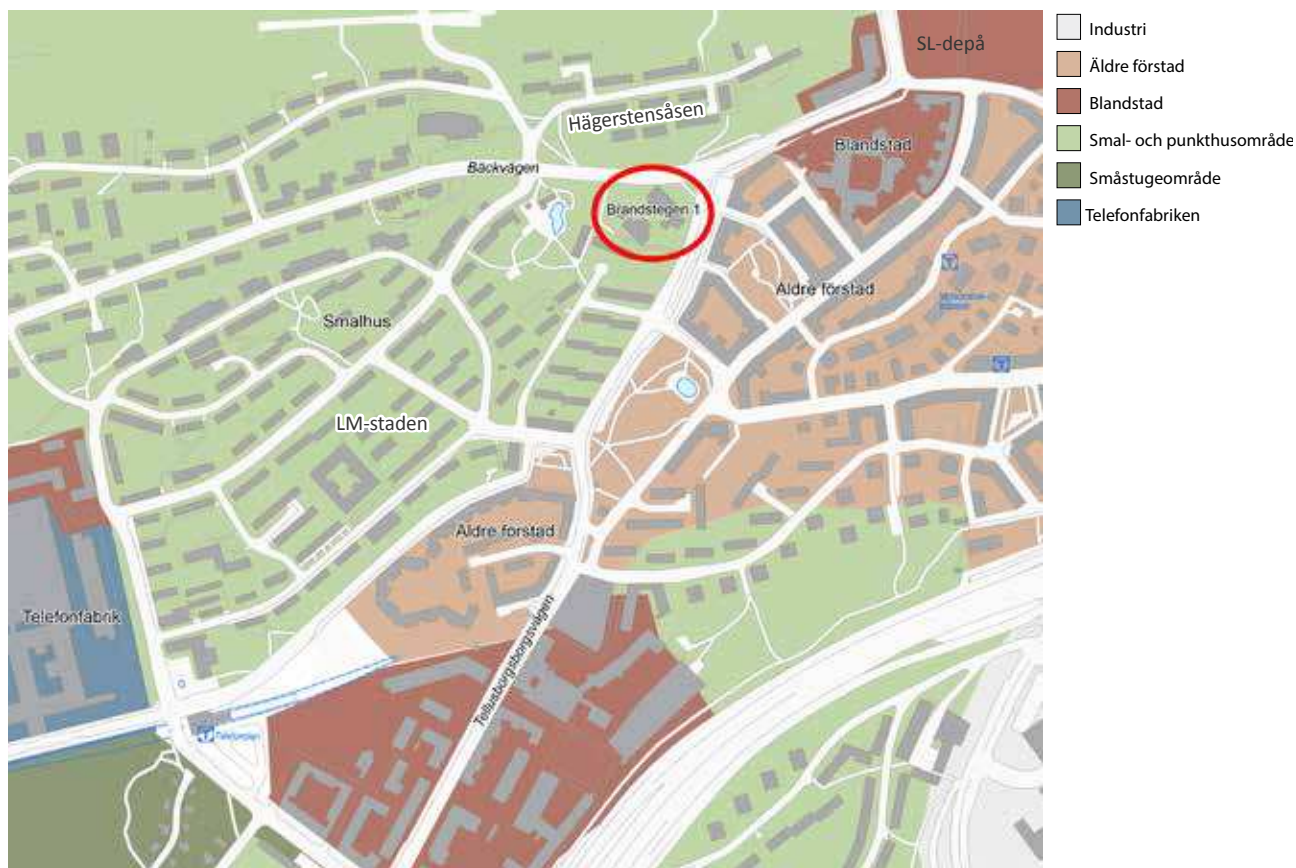 SL-depå
Hägerstensåsen
Blandstad
Bäckvägen
Brandstegen 1
Äldre förstad
Smalhus
LM-staden
Äldre förstad
Telefonfabrik
Tellusborgsvägen
T Telefonplan
T
T
Industri
Äldre förstad
Blandstad
Smal- och punkthusområde
Småstugeområde
Telefonfabriken